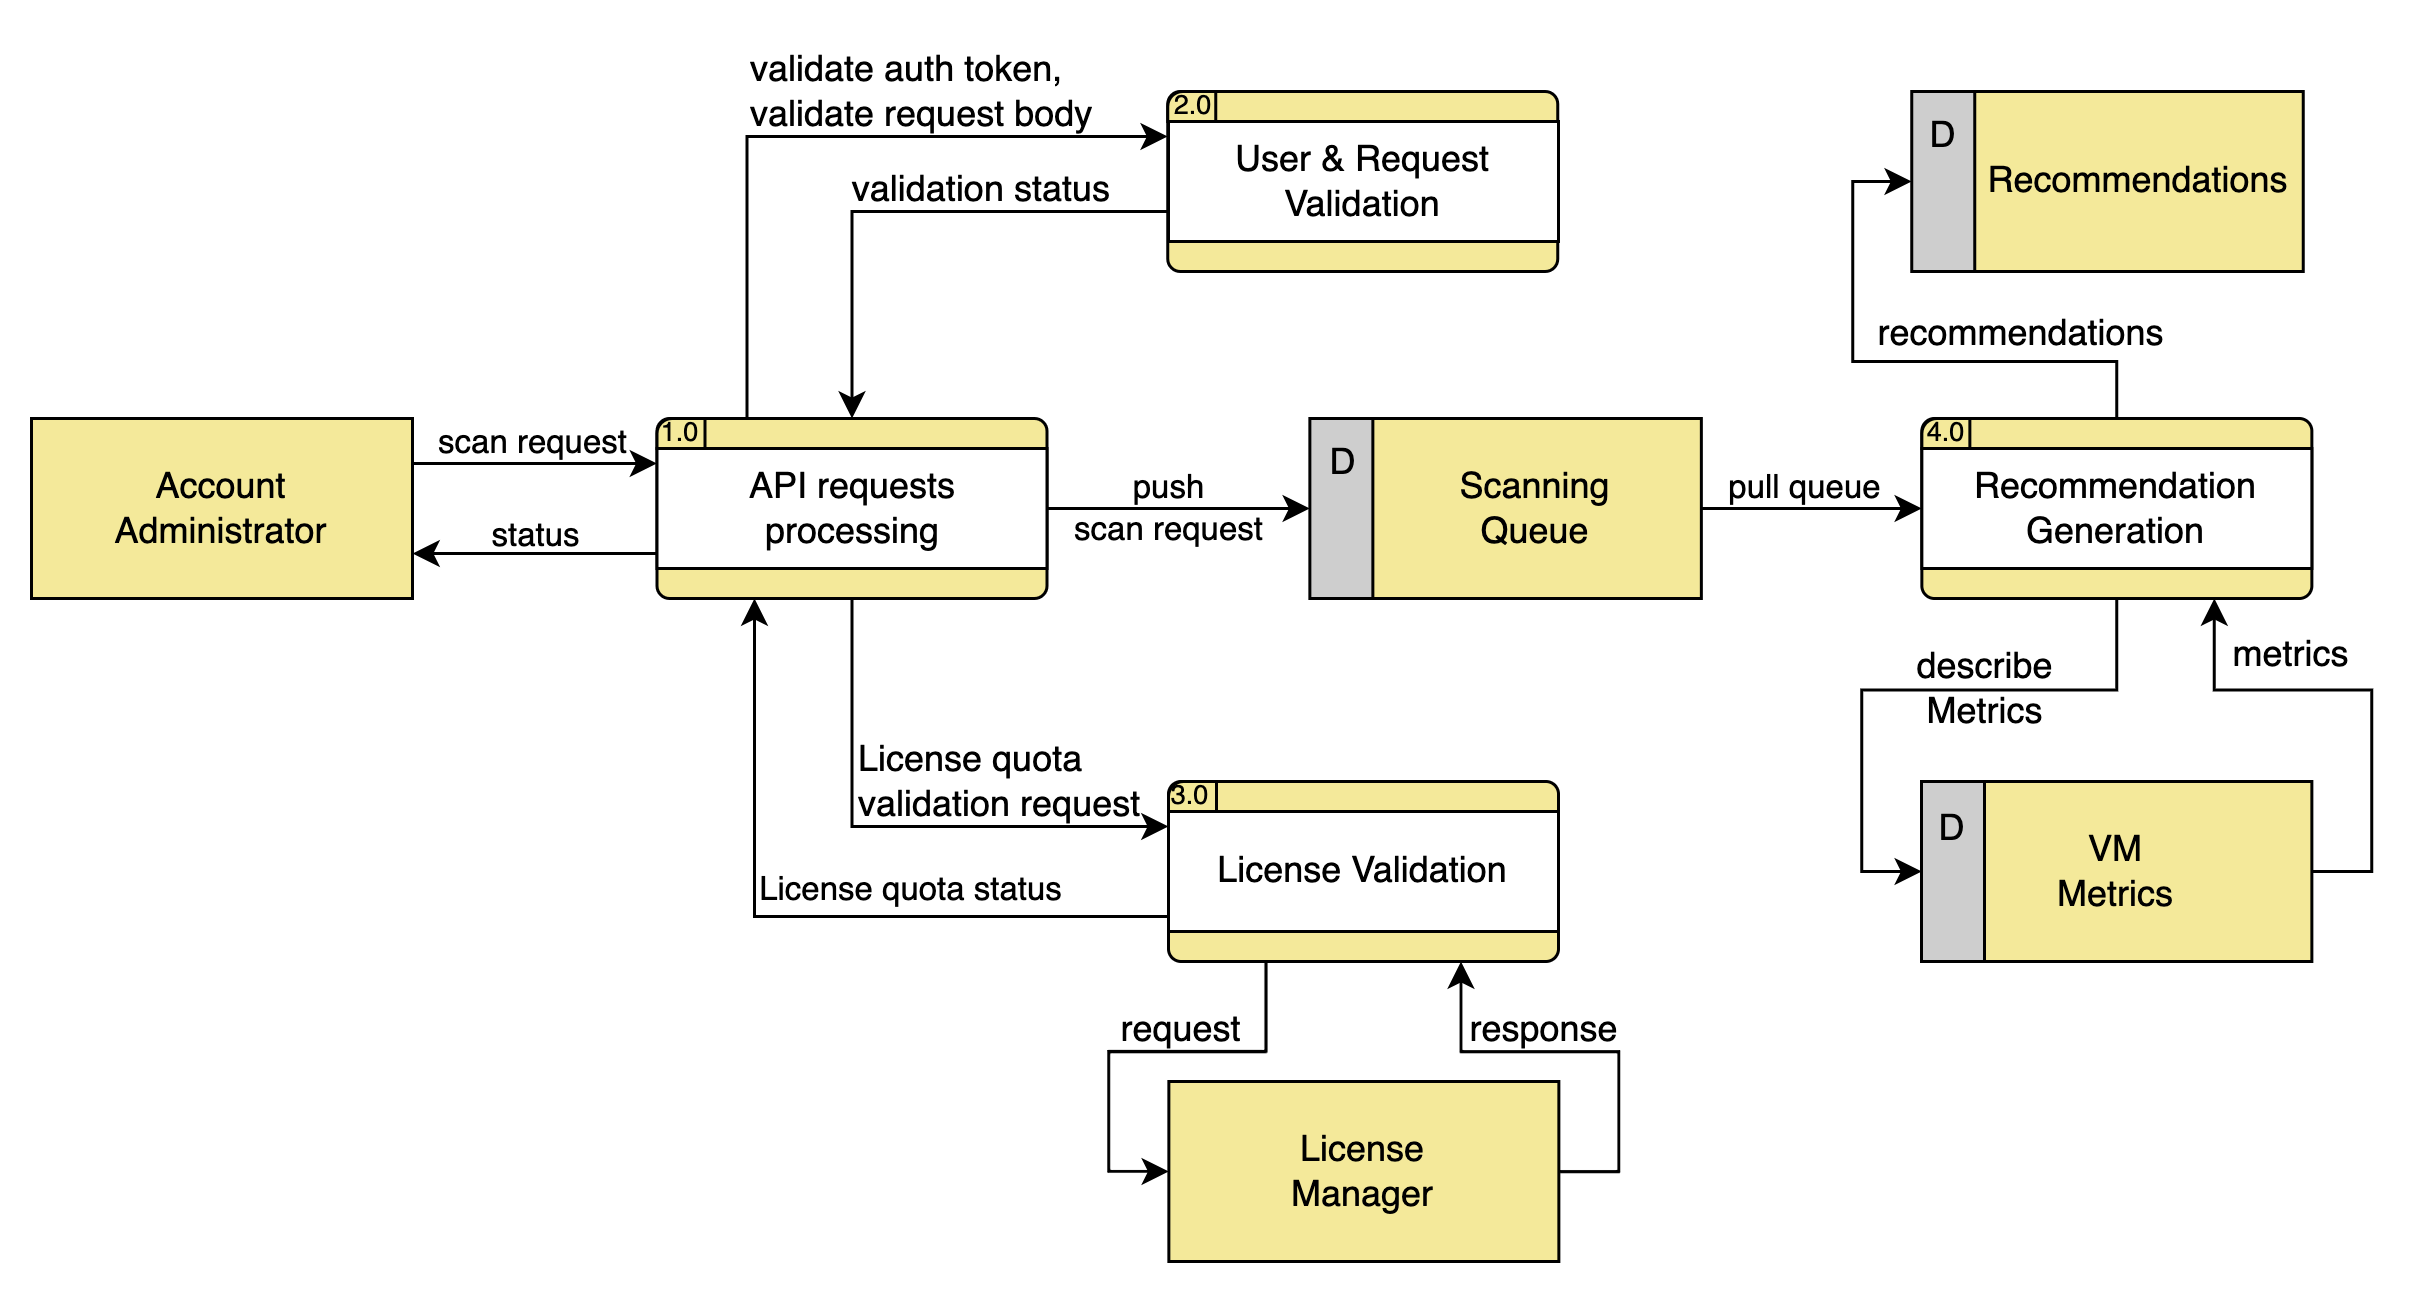 validate auth token,
validate request body
2.0
User & Request
Validation
validation status
D
Recommendations
recommendations
Account
Administrator
scan request
status
1.0
API requests
processing
push
scan request
D
Scanning
Queue
pull queue
4.0
Recommendation
Generation
describe
Metrics
metrics
License quota
validation request
License quota status
3.0
License Validation
D
VM
Metrics
request
response
License
Manager